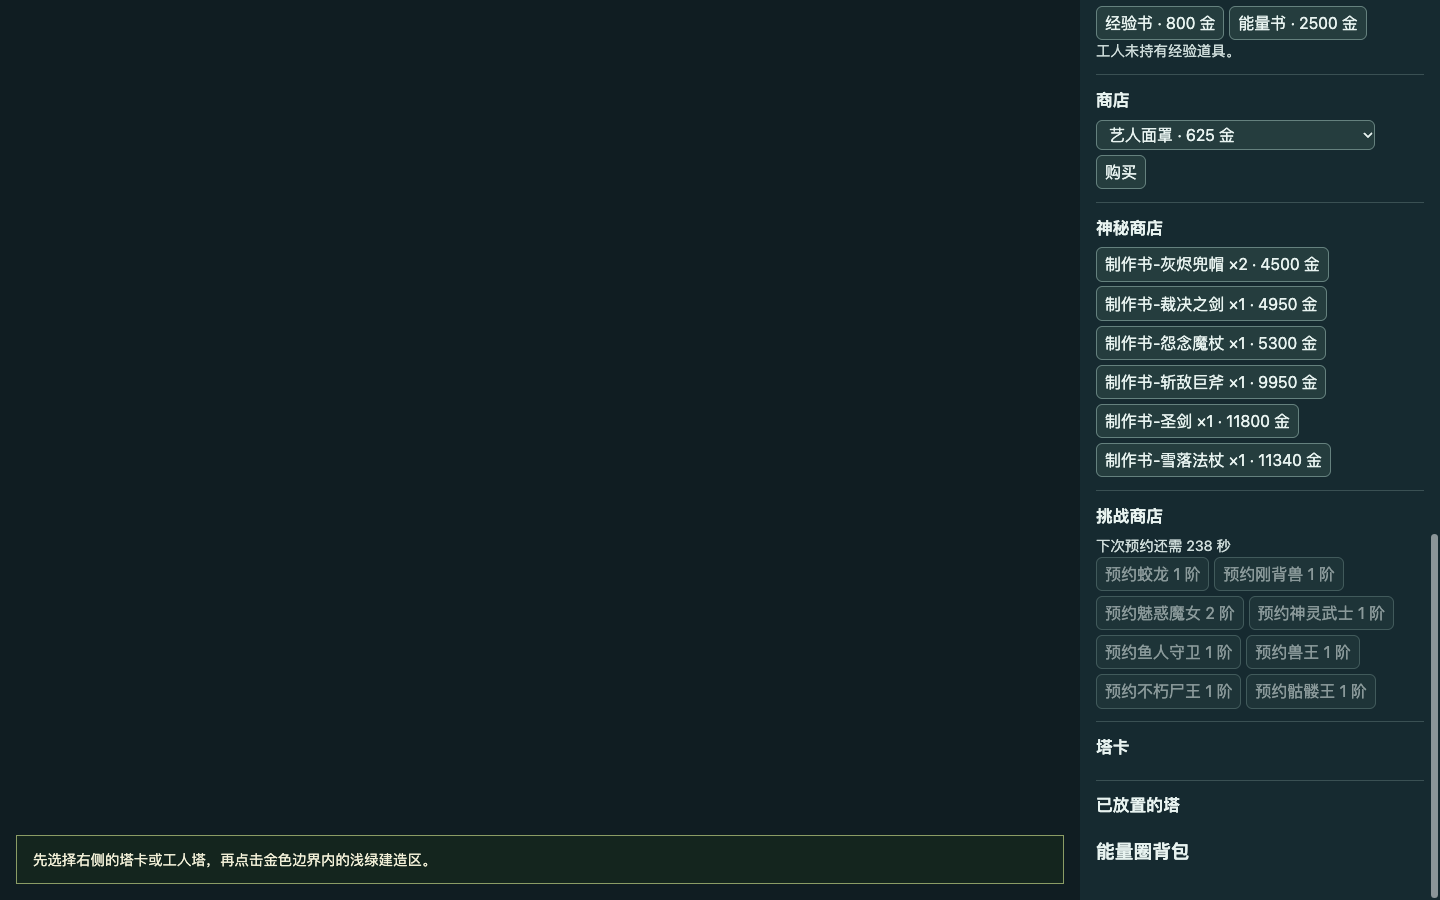 经验书 · 800 金 能量书 · 2500 金
工人未持有经验道具。
商店
艺人面罩 · 625 金
购买
神秘商店
制作书-灰烬兜帽 ×2 · 4500 金
制作书-裁决之剑 ×1 · 4950 金
制作书-怨念魔杖 ×1 · 5300 金
制作书-斩敌巨斧 ×1 · 9950 金
制作书-圣剑 ×1 · 11800 金
制作书-雪落法杖 ×1 · 11340 金
挑战商店
下次预约还需 238 秒
预约蛟龙 1 阶 预约刚背兽 1 阶
预约魅惑魔女 2 阶 预约神灵武士 1 阶
预约鱼人守卫 1 阶 预约兽王 1 阶
预约不朽尸王 1 阶 预约骷髅王 1 阶
塔卡
已放置的塔
能量圈背包
先选择右侧的塔卡或工人塔，再点击金色边界内的浅绿建造区。